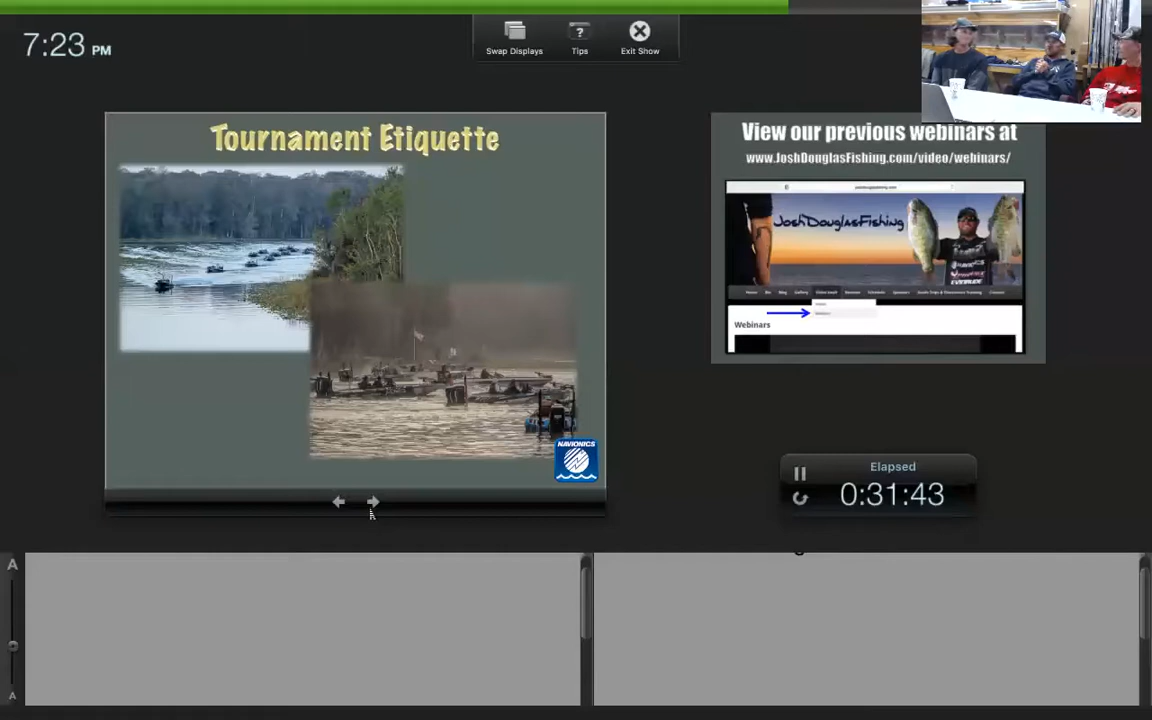 7:23 PM
Swap Displays
Tips
Exit Show
Tournament Etiquette
NAVIONICS
View our previous webinars at
www.JoshDouglasFishing.com/video/webinars/
JoshDouglasFishing
Webinars
Elapsed
0:31:43
A
A